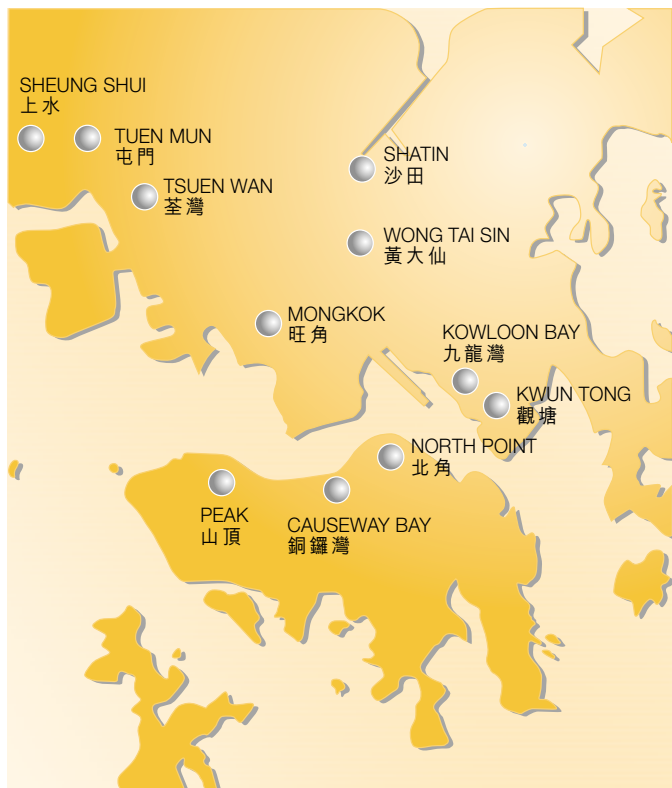 SHEUNG SHUI
上水
TUEN MUN
屯門
TSUEN WAN
荃灣
SHATIN
沙田
WONG TAI SIN
黃大仙
MONGKOK
旺角
KOWLOON BAY
九龍灣
KWUN TONG
觀塘
NORTH POINT
北角
PEAK
山頂
CAUSEWAY BAY
銅鑼灣